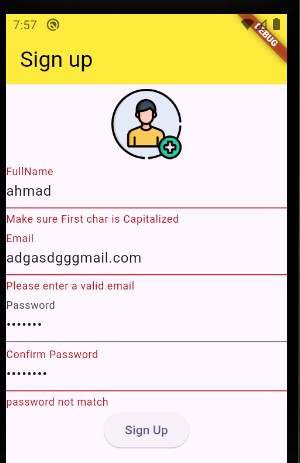 7:57
DEBUG
Sign up
FullName
ahmad
Make sure First char is Capitalized
Email
adgasdgggmail.com
Please enter a valid email
Password
•••••••
Confirm Password
••••••••
password not match
Sign Up